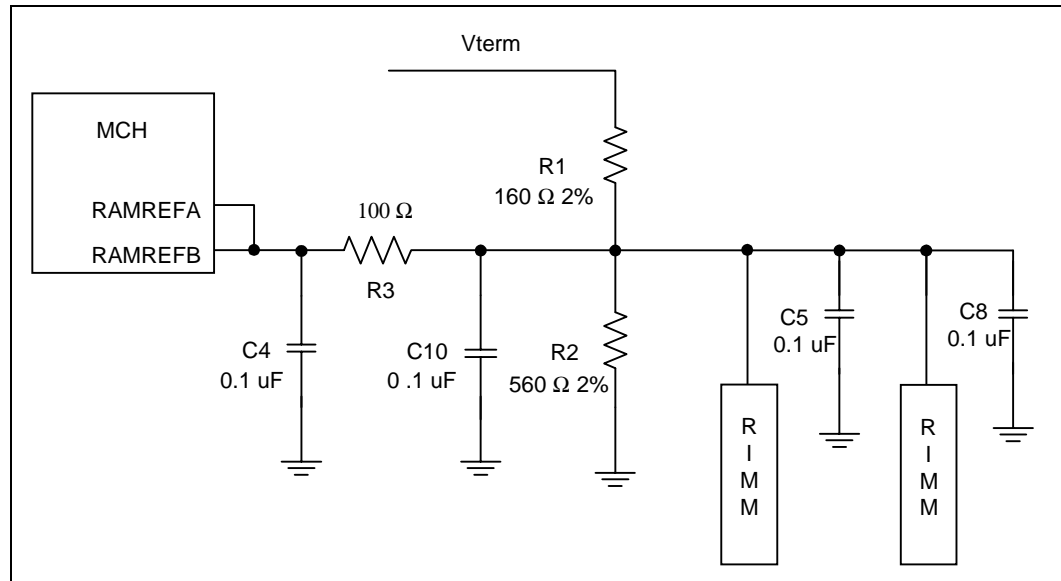 Vterm
MCH
RAMREFA
RAMREFB
100 Ω
R3
R1
160 Ω 2%
C4
0.1 uF
C10
0 .1 uF
R2
560 Ω 2%
C5
0.1 uF
C8
0.1 uF
R
I
M
M
R
I
M
M